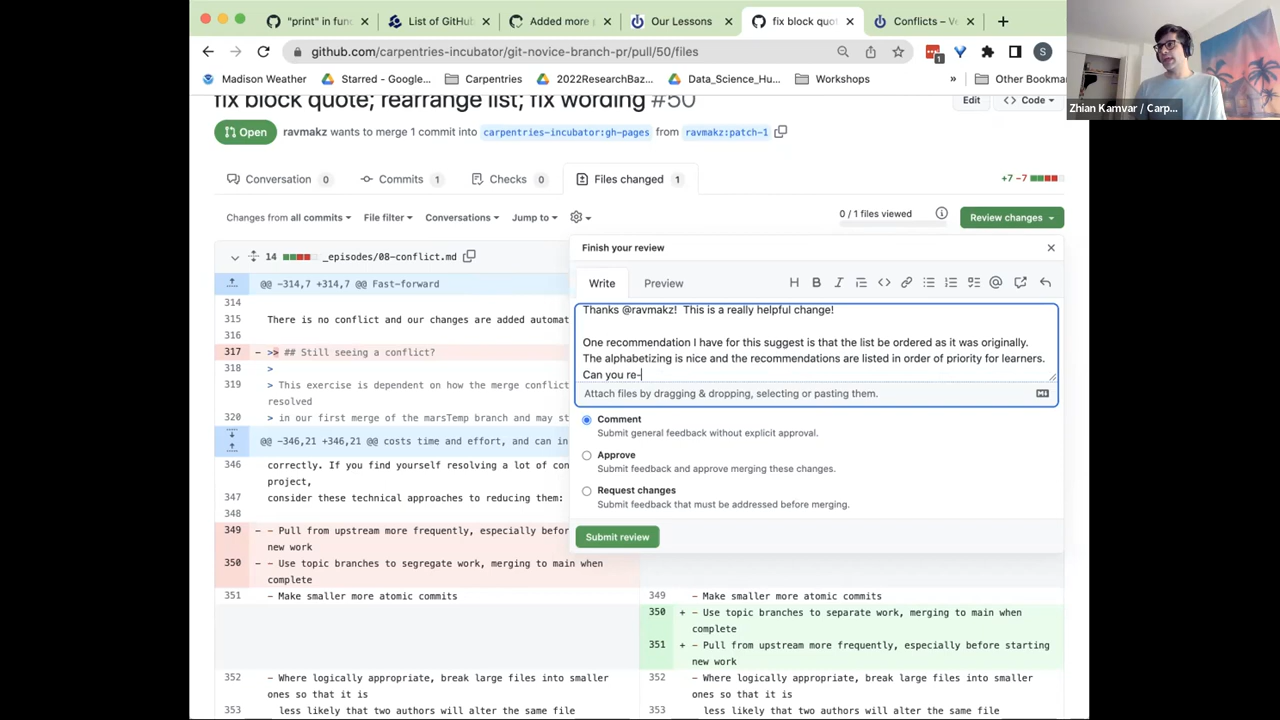 "print" in func
List of GitHub
Added more g
Our Lessons
fix block quo
Conflicts – Ve
github.com/carpentries-incubator/git-novice-branch-pr/pull/50/files
1
S
Madison Weather
Starred - Google...
Carpentries
2022ResearchBaz...
Data_Science_Hu...
Workshops
»
Other Bookma
Zhian Kamvar / Carp...
fix block quote; rearrange list; fix wording #50
Edit
<> Code
Open
ravmakz wants to merge 1 commit into carpentries-incubator:gh-pages from ravmakz:patch-1
Conversation 0
Commits 1
Checks 0
Files changed 1
+7 −7
Changes from all commits
File filter
Conversations
Jump to
0 / 1 files viewed
Review changes
14
_episodes/08-conflict.md
@@ -314,7 +314,7 @@ Fast-forward
314
315 There is no conflict and our changes are added automat
316
317 - >> ## Still seeing a conflict?
318 >
319 > This exercise is dependent on how the merge conflict
resolved
320 > in our first merge of the marsTemp branch and may st
@@ -346,21 +346,21 @@ costs time and effort, and can in
346 correctly. If you find yourself resolving a lot of con
project,
347 consider these technical approaches to reducing them:
348
349 - - Pull from upstream more frequently, especially befor
new work
350 - - Use topic branches to segregate work, merging to main when
complete
351 - Make smaller more atomic commits
352 - Where logically appropriate, break large files into smaller
ones so that it is
353 less likely that two authors will alter the same file
Finish your review
Write
Preview
H B I
Thanks @ravmakz!  This is a really helpful change!
One recommendation I have for this suggest is that the list be ordered as it was originally.
The alphabetizing is nice and the recommendations are listed in order of priority for learners.
Can you re-
Attach files by dragging & dropping, selecting or pasting them.
Comment
Submit general feedback without explicit approval.
Approve
Submit feedback and approve merging these changes.
Request changes
Submit feedback that must be addressed before merging.
Submit review
349 - Make smaller more atomic commits
350 + - Use topic branches to separate work, merging to main when
complete
351 + - Pull from upstream more frequently, especially before starting
new work
352 - Where logically appropriate, break large files into smaller
ones so that it is
353 less likely that two authors will alter the same file